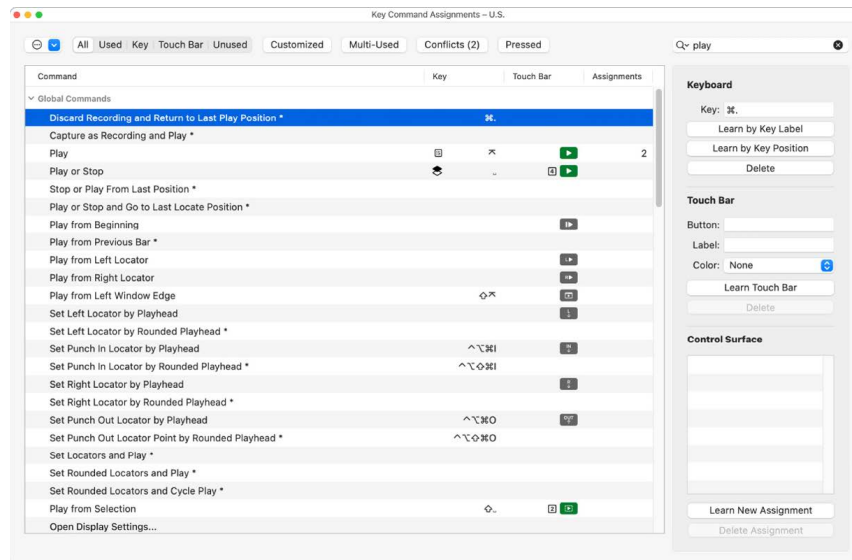 Key Command Assignments – U.S.
All Used Key Touch Bar Unused Customized Multi-Used Conflicts (2) Pressed play
Command Key Touch Bar Assignments
Global Commands
Discard Recording and Return to Last Play Position * ⌘.
Capture as Recording and Play *
Play ⌤ 2
Play or Stop 4
Stop or Play From Last Position *
Play or Stop and Go to Last Locate Position *
Play from Beginning
Play from Previous Bar *
Play from Left Locator
Play from Right Locator
Play from Left Window Edge ⇧⌤
Set Left Locator by Playhead L
Set Left Locator by Rounded Playhead *
Set Punch In Locator by Playhead ^⌥⌘I IN
Set Punch In Locator by Rounded Playhead * ^⌥⇧⌘I
Set Right Locator by Playhead R
Set Right Locator by Rounded Playhead *
Set Punch Out Locator by Playhead ^⌥⌘O OUT
Set Punch Out Locator Point by Rounded Playhead * ^⌥⇧⌘O
Set Locators and Play *
Set Rounded Locators and Play *
Set Rounded Locators and Cycle Play *
Play from Selection ⇧⎵ 2
Open Display Settings...
Keyboard
Key: ⌘.
Learn by Key Label
Learn by Key Position
Delete
Touch Bar
Button:
Label:
Color: None
Learn Touch Bar
Delete
Control Surface
Learn New Assignment
Delete Assignment